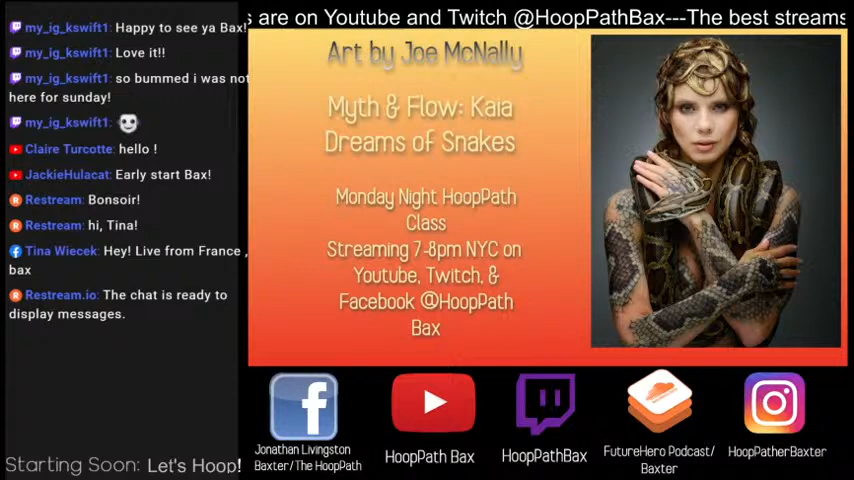 s are on Youtube and Twitch @HoopPathBax---The best streams
my_ig_kswift1: Happy to see ya Bax!
my_ig_kswift1: Love it!!
my_ig_kswift1: so bummed i was not
here for sunday!
my_ig_kswift1:
Claire Turcotte: hello !
JackieHulacat: Early start Bax!
Restream: Bonsoir!
Restream: hi, Tina!
Tina Wiecek: Hey! Live from France ,
bax
Restream.io: The chat is ready to
display messages.
Starting Soon: Let's Hoop!
Art by Joe McNally
Myth & Flow: Kaia
Dreams of Snakes
Monday Night HoopPath
Class
Streaming 7-8pm NYC on
Youtube, Twitch, &
Facebook @HoopPath
Bax
Jonathan Livingston
Baxter/The HoopPath
HoopPath Bax
HoopPathBax
FutureHero Podcast/
Baxter
HoopPatherBaxter